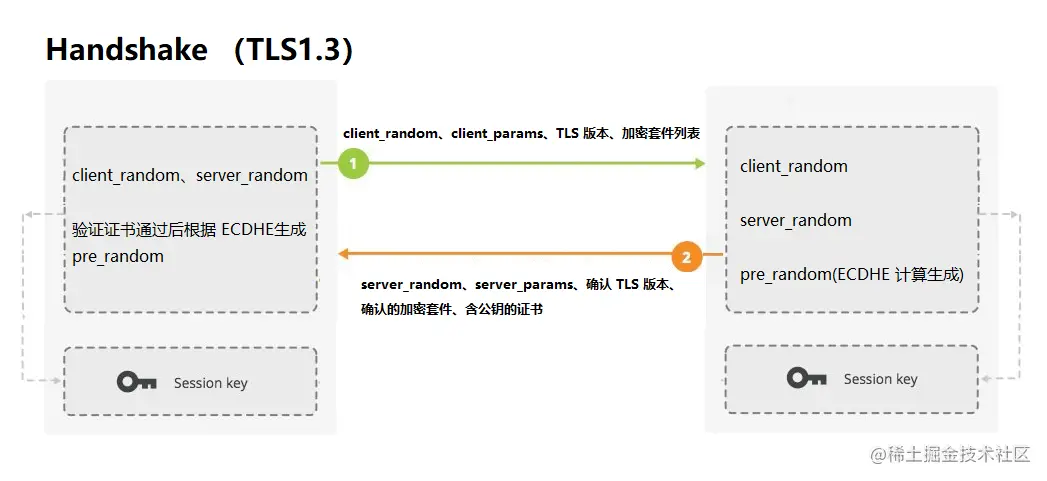 Handshake （TLS1.3）
client_random、client_params、TLS 版本、加密套件列表
1
client_random、server_random
验证证书通过后根据 ECDHE生成
pre_random
client_random
server_random
pre_random(ECDHE 计算生成)
2
server_random、server_params、确认 TLS 版本、
确认的加密套件、含公钥的证书
Session key
Session key
@稀土掘金技术社区